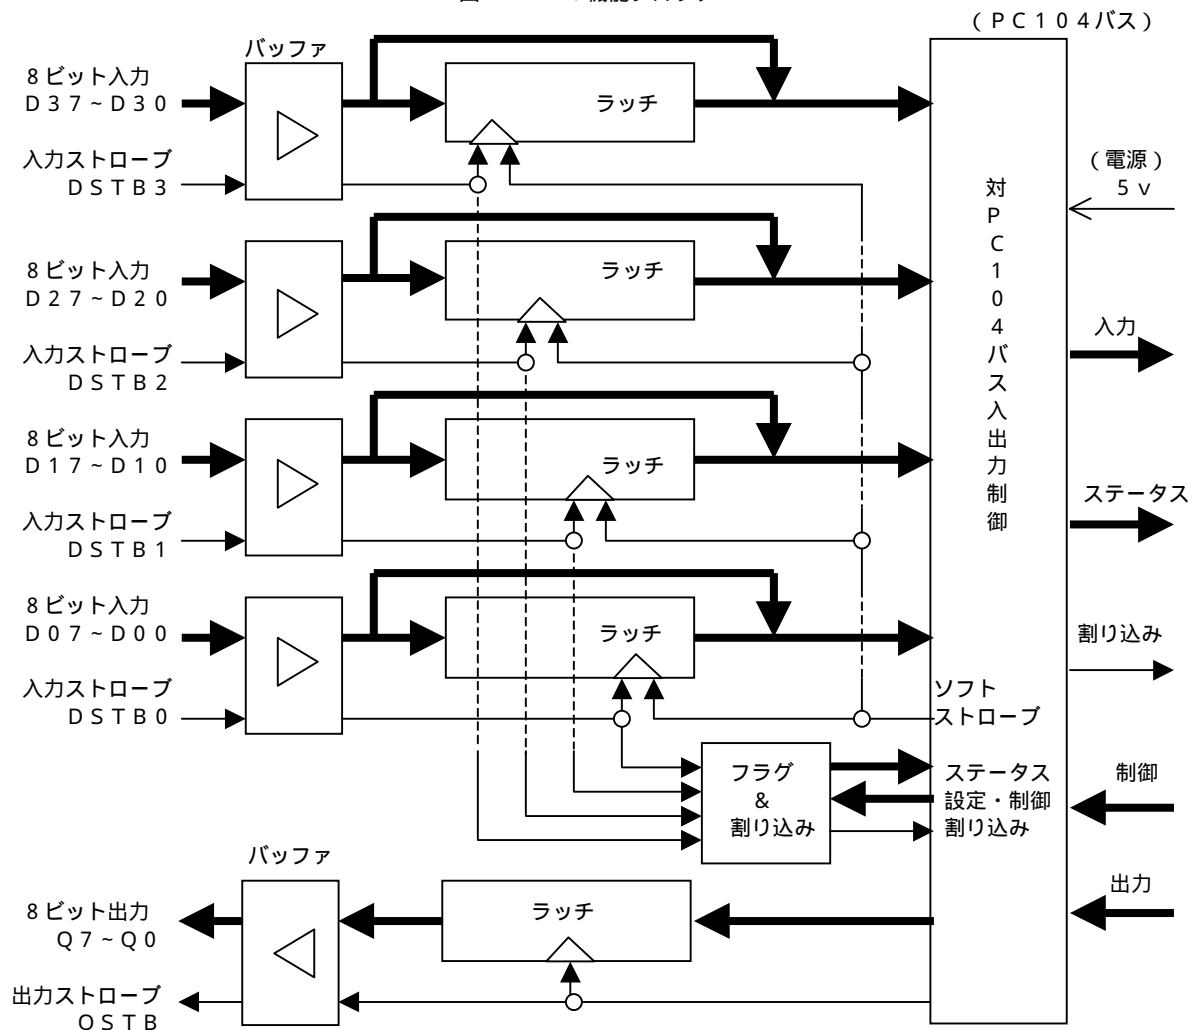 (PC104バス)
バッファ
8ビット入力
D37~D30
ラッチ
入力ストローブ
DSTB3
(電源)
5v
対PC104バス入出力制御
8ビット入力
D27~D20
ラッチ
入力ストローブ
DSTB2
入力
8ビット入力
D17~D10
ラッチ
ステータス
入力ストローブ
DSTB1
8ビット入力
D07~D00
ラッチ
割り込み
入力ストローブ
DSTB0
ソフト
ストローブ
フラグ
&
割り込み
ステータス
設定・制御
割り込み
制御
バッファ
出力
8ビット出力
Q7~Q0
ラッチ
出力ストローブ
OSTB